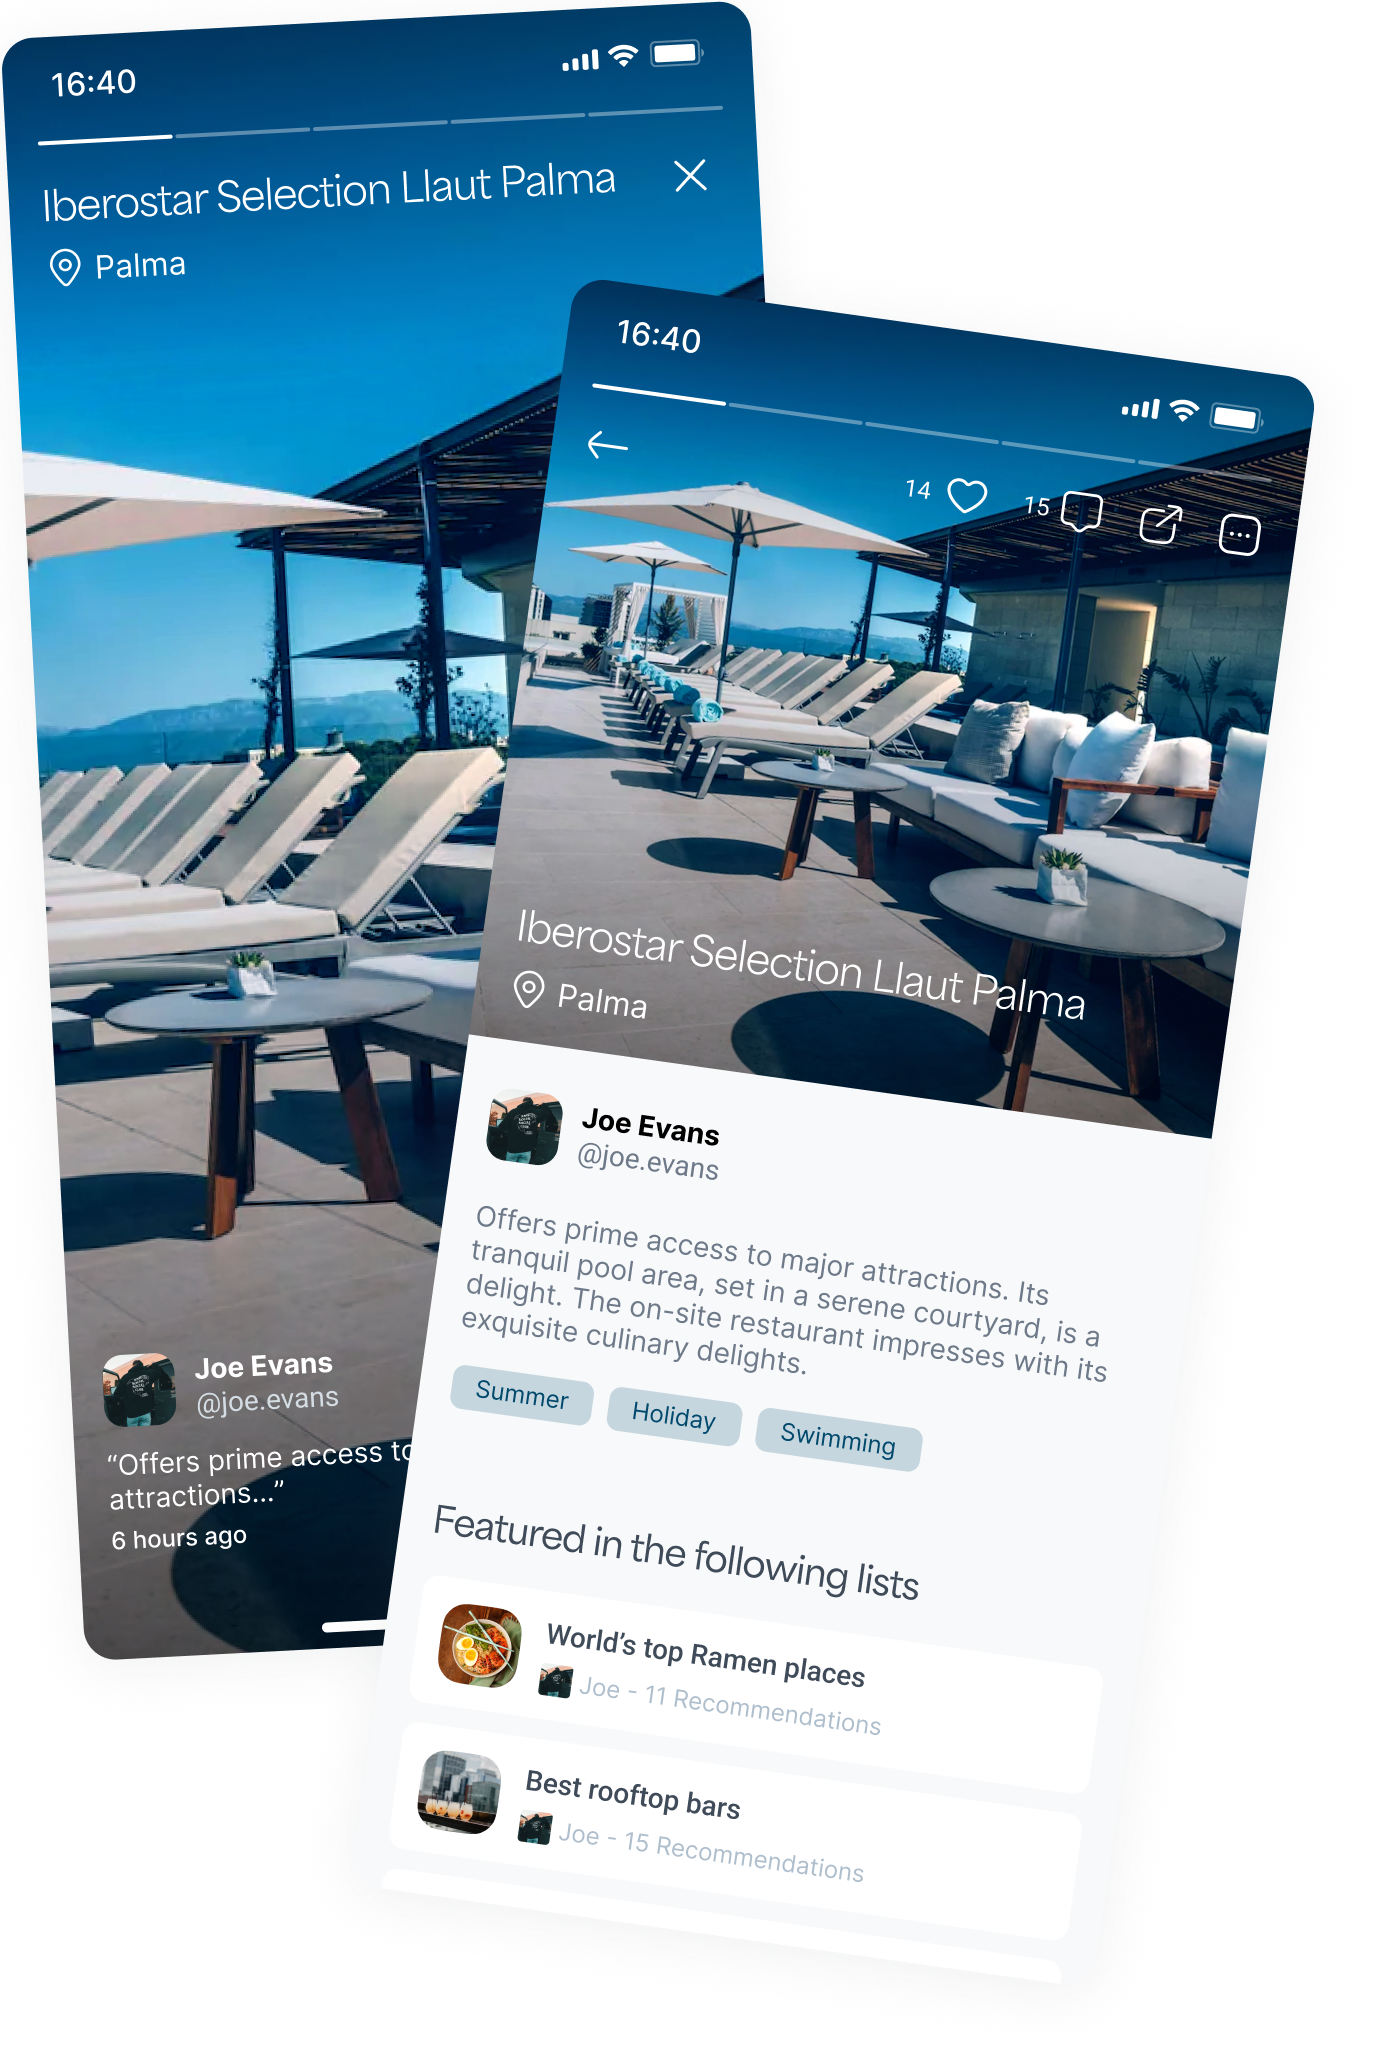 16:40
Iberostar Selection Llaut Palma
Palma
Joe Evans
@joe.evans
“Offers prime access to
attractions...”
6 hours ago
16:40
14
15
Iberostar Selection Llaut Palma
Palma
Joe Evans
@joe.evans
Offers prime access to major attractions. Its
tranquil pool area, set in a serene courtyard, is a
delight. The on-site restaurant impresses with its
exquisite culinary delights.
Summer
Holiday
Swimming
Featured in the following lists
World’s top Ramen places
Joe - 11 Recommendations
Best rooftop bars
Joe - 15 Recommendations